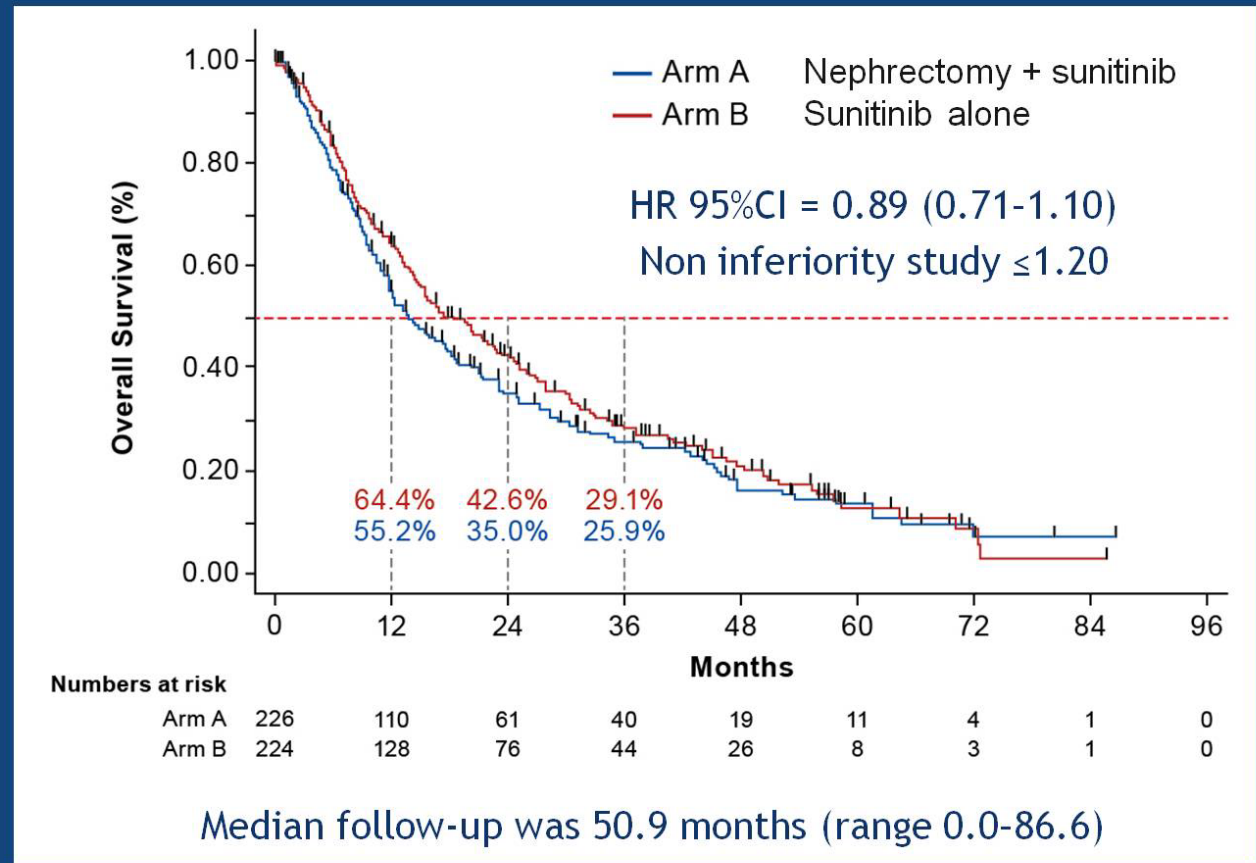 1.00
0.80
0.60
0.40
0.20
0.00
Overall Survival (%)
Arm A Nephrectomy + sunitinib
Arm B Sunitinib alone
HR 95%CI = 0.89 (0.71-1.10)
Non inferiority study ≤1.20
64.4% 42.6% 29.1%
55.2% 35.0% 25.9%
0 12 24 36 48 60 72 84 96
Months
Numbers at risk
Arm A 226 110 61 40 19 11 4 1 0
Arm B 224 128 76 44 26 8 3 1 0
Median follow-up was 50.9 months (range 0.0-86.6)